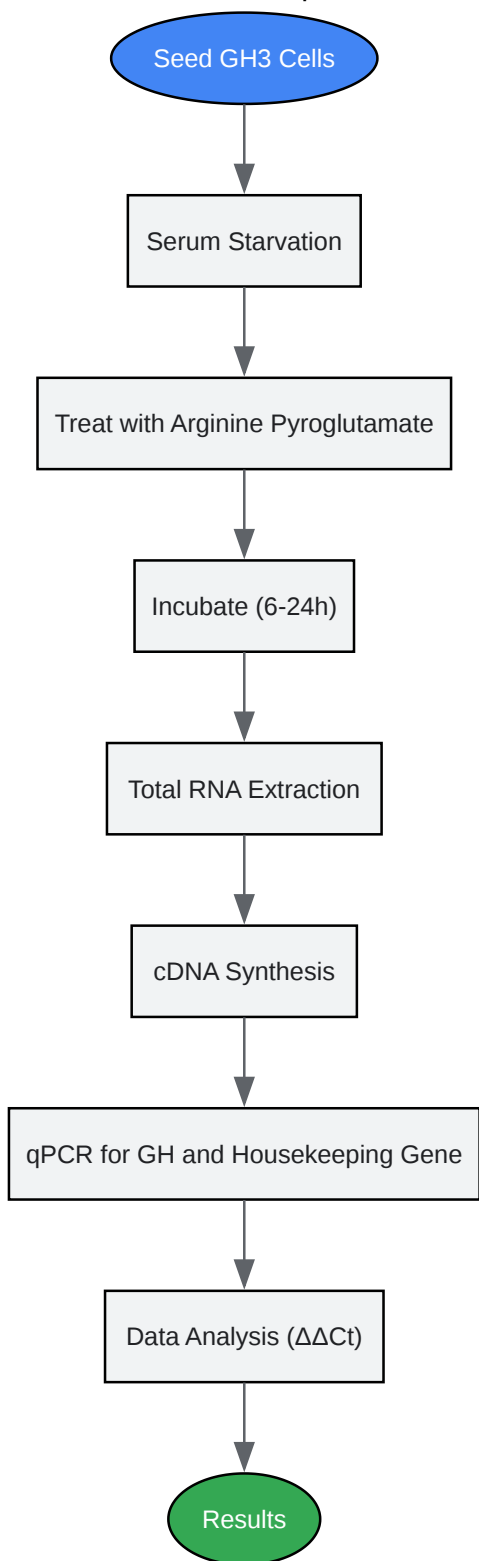 Seed GH3 Cells
Serum Starvation
Treat with Arginine Pyroglutamate
Incubate (6-24h)
Total RNA Extraction
cDNA Synthesis
qPCR for GH and Housekeeping Gene
Data Analysis (ΔΔCt)
Results